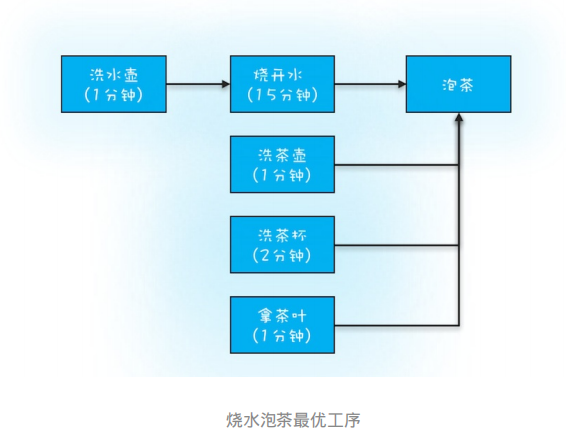 洗水壶
(1分钟)
烧开水
(15分钟)
泡茶
洗茶壶
(1分钟)
洗茶杯
(2分钟)
拿茶叶
(1分钟)
烧水泡茶最优工序